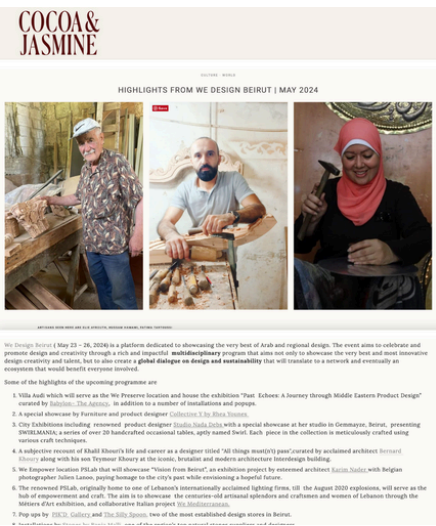 COCOA &
JASMINE
CULTURE · WORLD
HIGHLIGHTS FROM WE DESIGN BEIRUT | MAY 2024
Save
We Design Beirut ( May 23 – 26, 2024) is a platform dedicated to showcasing the very best of Arab and regional design. The event aims to celebrate and
promote design and creativity through a rich and impactful multidisciplinary program that aims not only to showcase the very best and most innovative
design creativity and talent, but to also create a global dialogue on design and sustainability that will translate to a network and eventually an
ecosystem that would benefit everyone involved.
Some of the highlights of the upcoming programme are
1. Villa Audi which will serve as the We Preserve location and house the exhibition "Past Echoes: A Journey through Middle Eastern Product Design"
curated by Babylon- The Agency, in addition to a number of installations and popups.
2. A special showcase by Furniture and product designer Collective X by Rhea Younes
3. City Exhibitions including renowned product designer Studio Nada Debs with a special showcase at her studio in Gemmayze, Beirut, presenting
SWIRLMANIA; a series of over 20 handcrafted occasional tables, aptly named Swirl. Each piece in the collection is meticulously crafted using
various craft techniques.
4. A subjective recount of Khalil Khouri's life and career as a designer titled "All things must(n't) pass",curated by acclaimed architect Bernard
Khoury along with his son Teymour Khoury at the iconic, brutalist and modern architecture Interdesign building.
5. We Empower location PSLab that will showcase "Vision from Beirut", an exhibition project by esteemed architect Karim Nader with Belgian
photographer Julien Lanoo, paying homage to the city's past while envisioning a hopeful future.
6. The renowned PSLab, originally home to one of Lebanon's internationally acclaimed lighting firms, till the August 2020 explosions, will serve as the
hub of empowerment and craft. The aim is to showcase the centuries-old artisanal splendors and craftsmen and women of Lebanon through the
Métiers d'Art exhibition, and collaborative Italian project We Mediterranean.
7. Pop ups by PIK'D Gallery and The Silly Spoon, two of the most established design stores in Beirut.